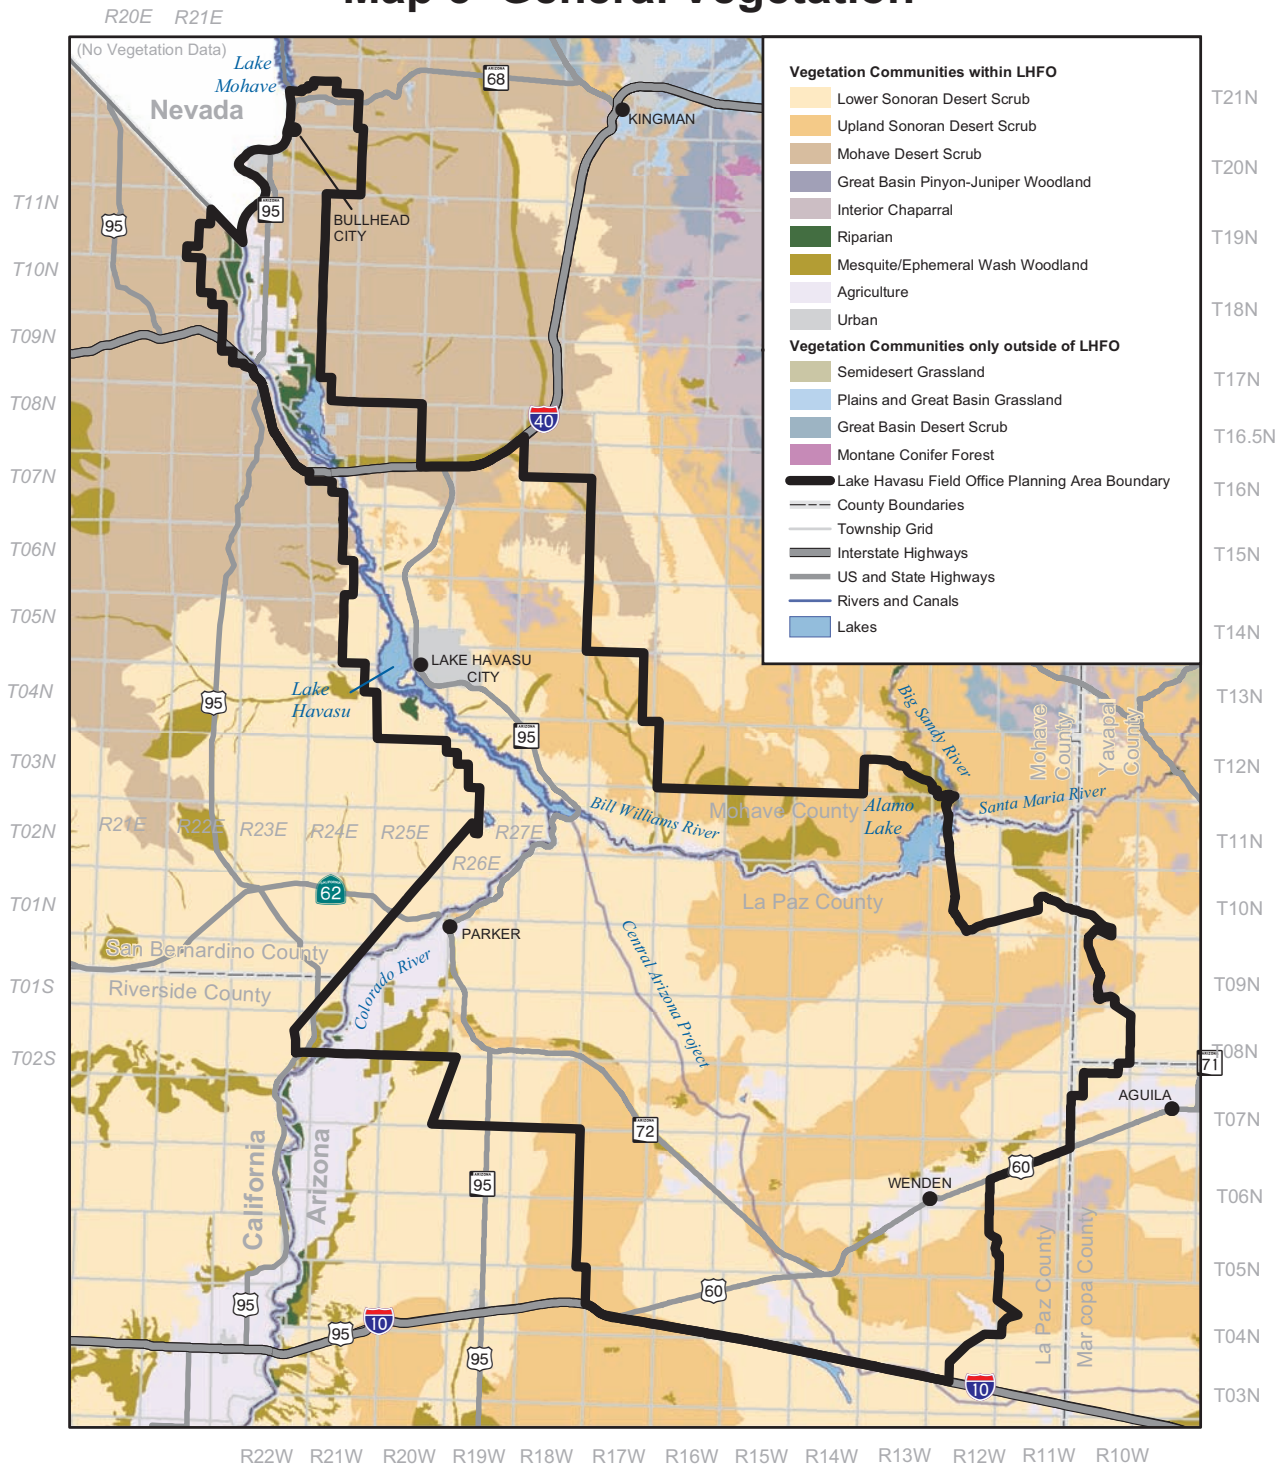 R20E
R21E
(No Vegetation Data)
Lake
Mohave
Nevada
ARIZONA
68
KINGMAN
95
ARIZONA
95
BULLHEAD
CITY
Vegetation Communities within LHFO
Lower Sonoran Desert Scrub
Upland Sonoran Desert Scrub
Mohave Desert Scrub
Great Basin Pinyon-Juniper Woodland
Interior Chaparral
Riparian
Mesquite/Ephemeral Wash Woodland
Agriculture
Urban
Vegetation Communities only outside of LHFO
Semidesert Grassland
Plains and Great Basin Grassland
Great Basin Desert Scrub
Montane Conifer Forest
Lake Havasu Field Office Planning Area Boundary
County Boundaries
Township Grid
Interstate Highways
US and State Highways
Rivers and Canals
Lakes
T11N
T10N
T09N
T08N
T07N
T06N
T05N
T04N
T03N
T02N
T01N
T01S
T02S
T21N
T20N
T19N
T18N
T17N
T16.5N
T16N
T15N
T14N
T13N
T12N
T11N
T10N
T09N
T08N
T07N
T06N
T05N
T04N
T03N
40
LAKE HAVASU
CITY
Lake
Havasu
95
ARIZONA
95
Big Sandy River
Mohave
County
Yavapai
County
Santa Maria River
Bill Williams River
Mohave County
Alamo
Lake
R21E
R22E
R23E
R24E
R25E
R27E
R26E
CALIFORNIA
62
La Paz County
PARKER
San Bernardino County
Riverside County
Colorado River
Central Arizona Project
ARIZONA
71
AGUILA
ARIZONA
72
60
WENDEN
California
Arizona
ARIZONA
95
La Paz County
Maricopa County
60
95
10
95
95
10
R22W
R21W
R20W
R19W
R18W
R17W
R16W
R15W
R14W
R13W
R12W
R11W
R10W